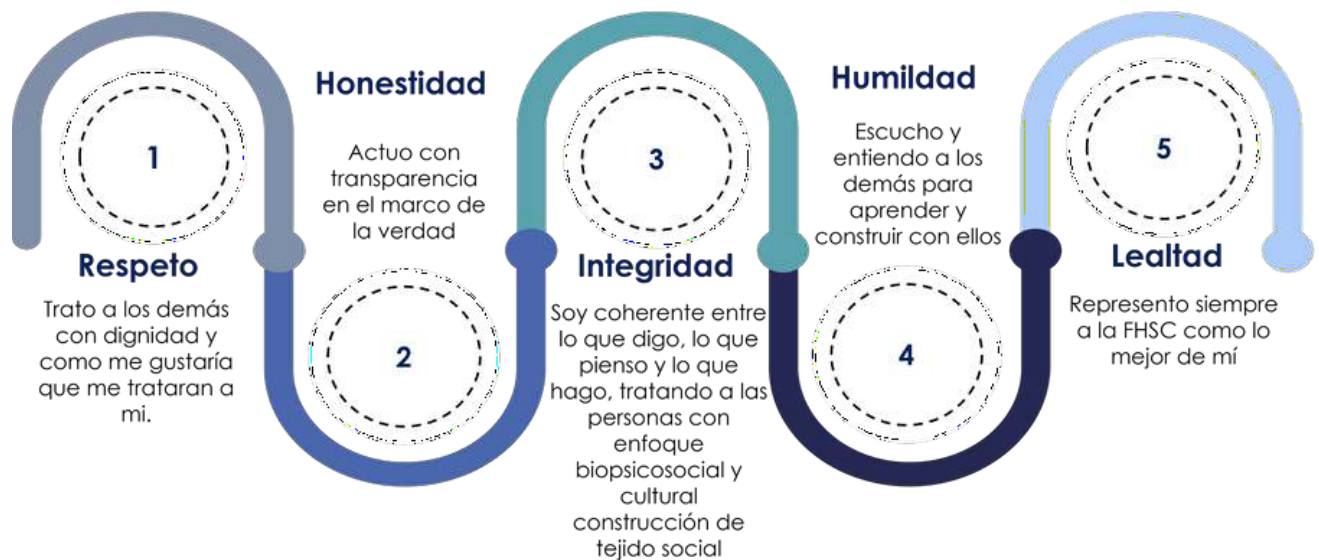 1
Respeto
Trato a los demás
con dignidad y
como me gustaría
que me trataran a
mi.
Honestidad
Actuo con
transparencia
en el marco de
la verdad
2
3
Integridad
Soy coherente entre
lo que digo, lo que
pienso y lo que
hago, tratando a las
personas con
enfoque
biopsicosocial y
cultural
construcción de
tejido social
Humildad
Escucho y
entiendo a los
demás para
aprender y
construir con ellos
4
5
Lealtad
Represento siempre
a la FHSC como lo
mejor de mí